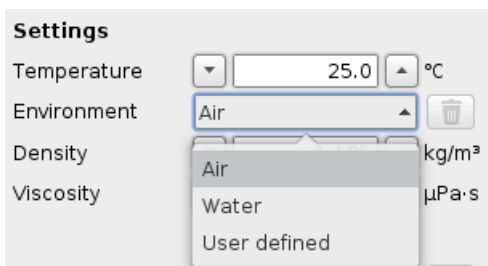 Settings
Temperature 25.0 °C
Environment Air
Density kg/m³
Air
Viscosity µPa·s
Water
User defined